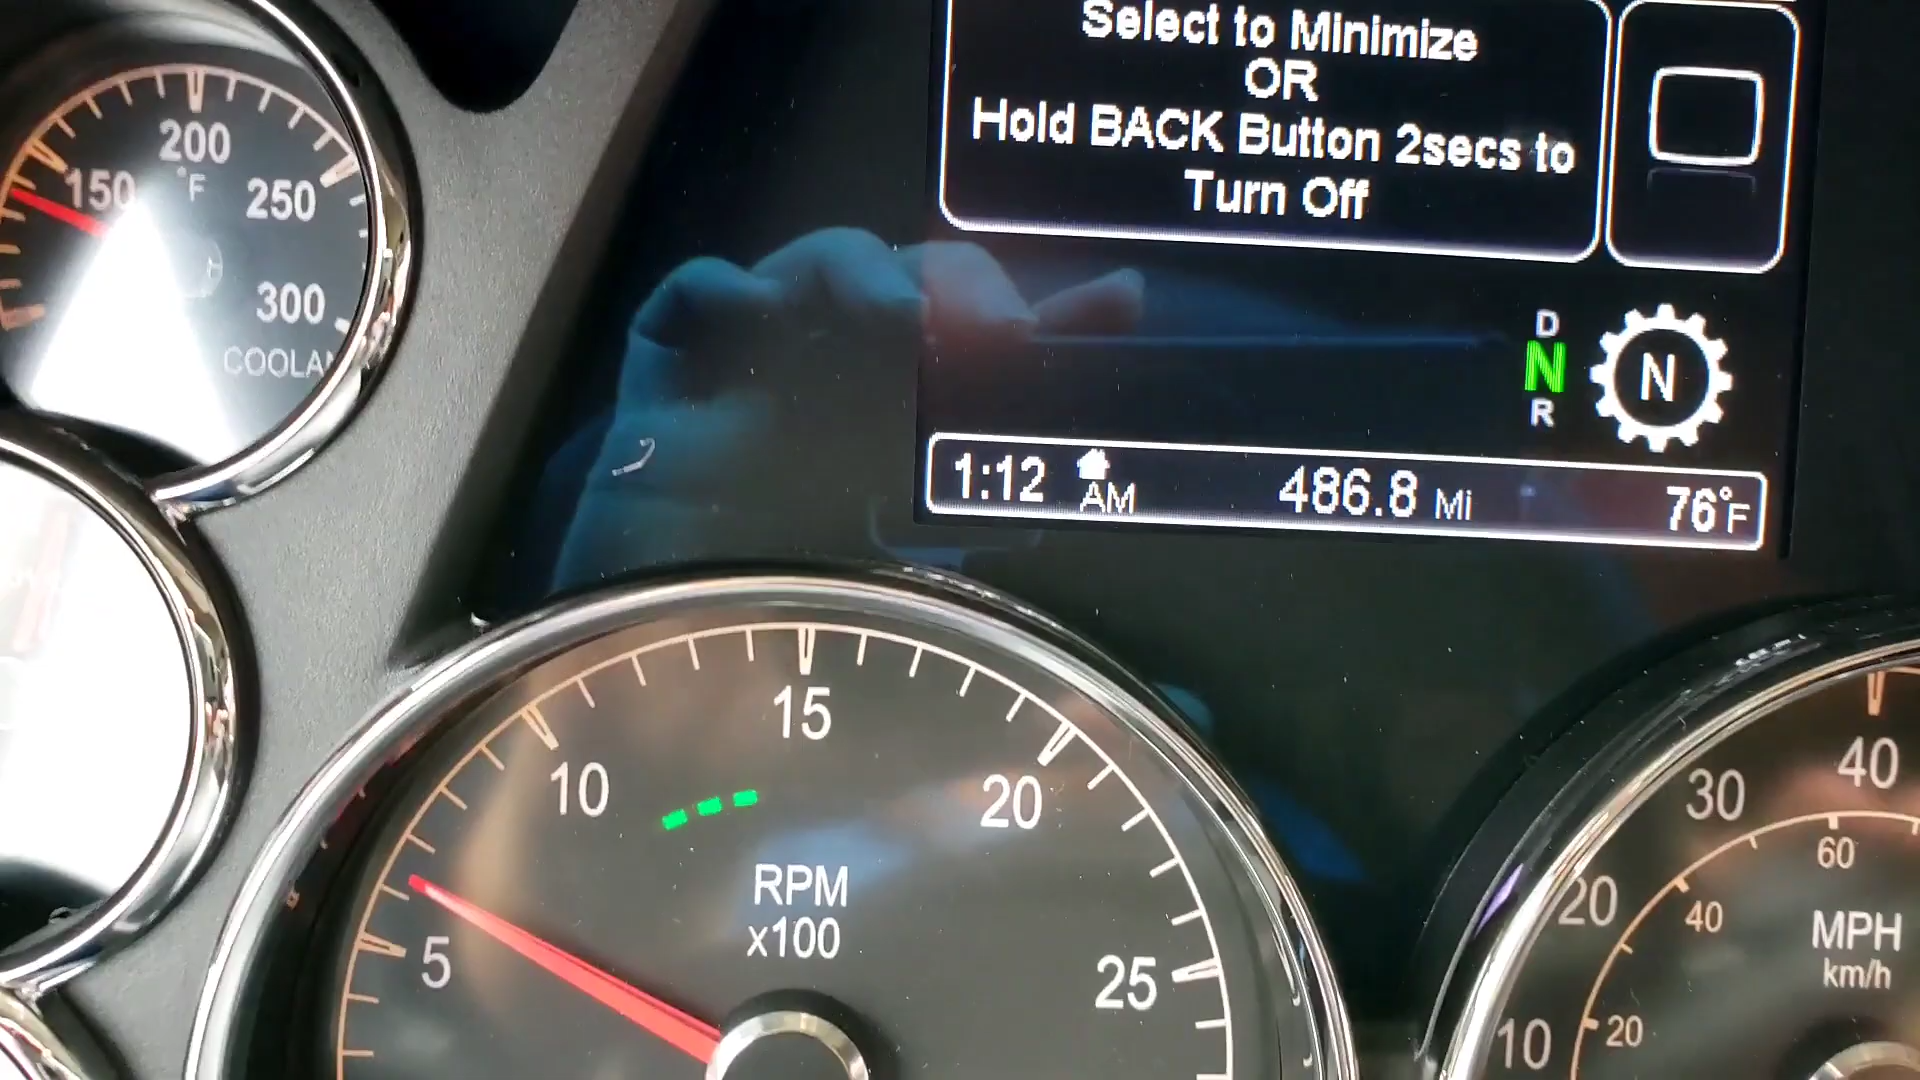 Select to Minimize
OR
Hold BACK Button 2secs to
Turn Off
200
150
°F
250
300
D
N
R
N
1:12 AM 486.8 Mi 76°F
15
10
20
RPM
x100
5
25
40
30
60
20
40
MPH
km/h
10
20